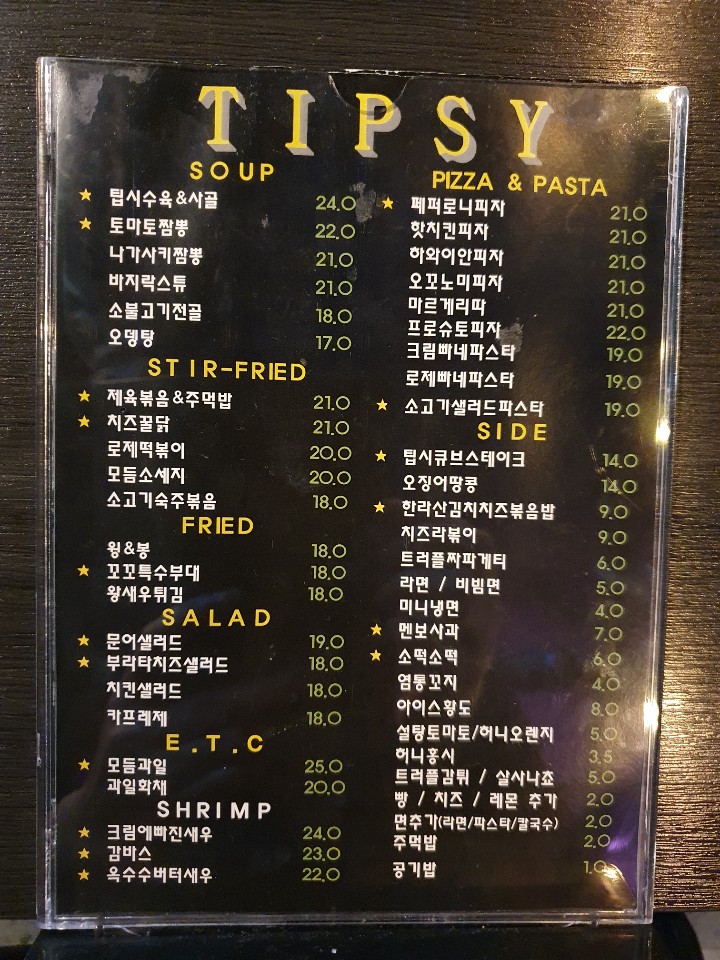 TIPSY
SOUP
★ 팁시수육&사골 24.0
★ 토마토짬뽕 22.0
나가사키짬뽕 21.0
바지락스튜 21.0
소불고기전골 18.0
오뎅탕 17.0
STIR-FRIED
★ 제육볶음&주먹밥 21.0
★ 치즈꿀닭 21.0
로제떡볶이 20.0
모듬소세지 20.0
소고기숙주볶음 18.0
FRIED
윙&봉 18.0
★ 꼬꼬특수부대 18.0
왕새우튀김 18.0
SALAD
★ 문어샐러드 19.0
★ 부라타치즈샐러드 18.0
치킨샐러드 18.0
카프레제 18.0
E.T.C
★ 모듬과일 25.0
과일화채 20.0
SHRIMP
★ 크림에빠진새우 24.0
★ 감바스 23.0
★ 옥수수버터새우 22.0
PIZZA & PASTA
★ 페퍼로니피자 21.0
핫치킨피자 21.0
하와이안피자 21.0
오꼬노미피자 21.0
마르게리따 21.0
프로슈토피자 22.0
크림빠네파스타 19.0
로제빠네파스타 19.0
★ 소고기샐러드파스타 19.0
SIDE
★ 팁시큐브스테이크 14.0
오징어땅콩 14.0
★ 한라산김치치즈볶음밥 9.0
치즈라볶이 9.0
트러플짜파게티 6.0
라면 / 비빔면 5.0
미니냉면 4.0
★ 멘보사과 7.0
★ 소떡소떡 6.0
염통꼬지 4.0
아이스황도 8.0
설탕토마토/허니오렌지 5.0
허니홍시 3.5
트러플감튀 / 살사나쵸 5.0
빵 / 치즈 / 레몬 추가 2.0
면추가(라면/파스타/칼국수) 2.0
주먹밥 2.0
공기밥 1.0